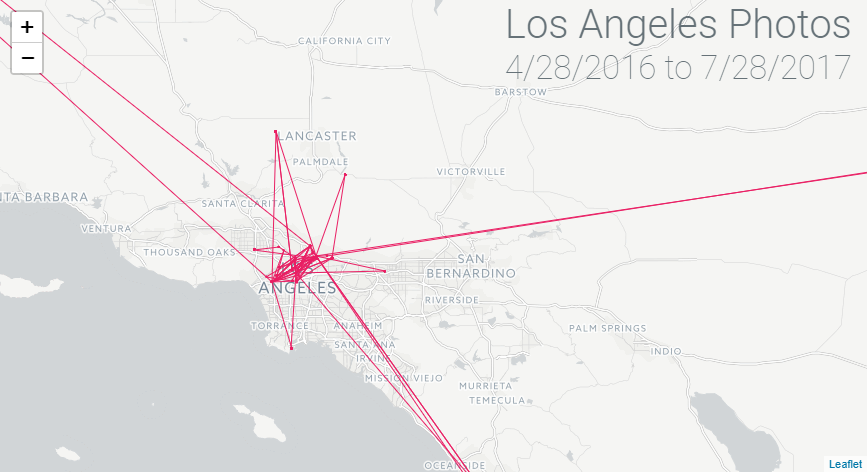 +
−
Los Angeles Photos
4/28/2016 to 7/28/2017
CALIFORNIA CITY
BARSTOW
LANCASTER
PALMDALE
VICTORVILLE
NTA BARBARA
SANTA CLARITA
VENTURA
THOUSAND OAKS
SAN
BERNARDINO
ANGELES
RIVERSIDE
TORRANCE
ANAHEIM
PALM SPRINGS
SANTA ANA
IRVINE
INDIO
MISSION VIEJO
MURRIETA
TEMECULA
OCEANSIDE
Leaflet